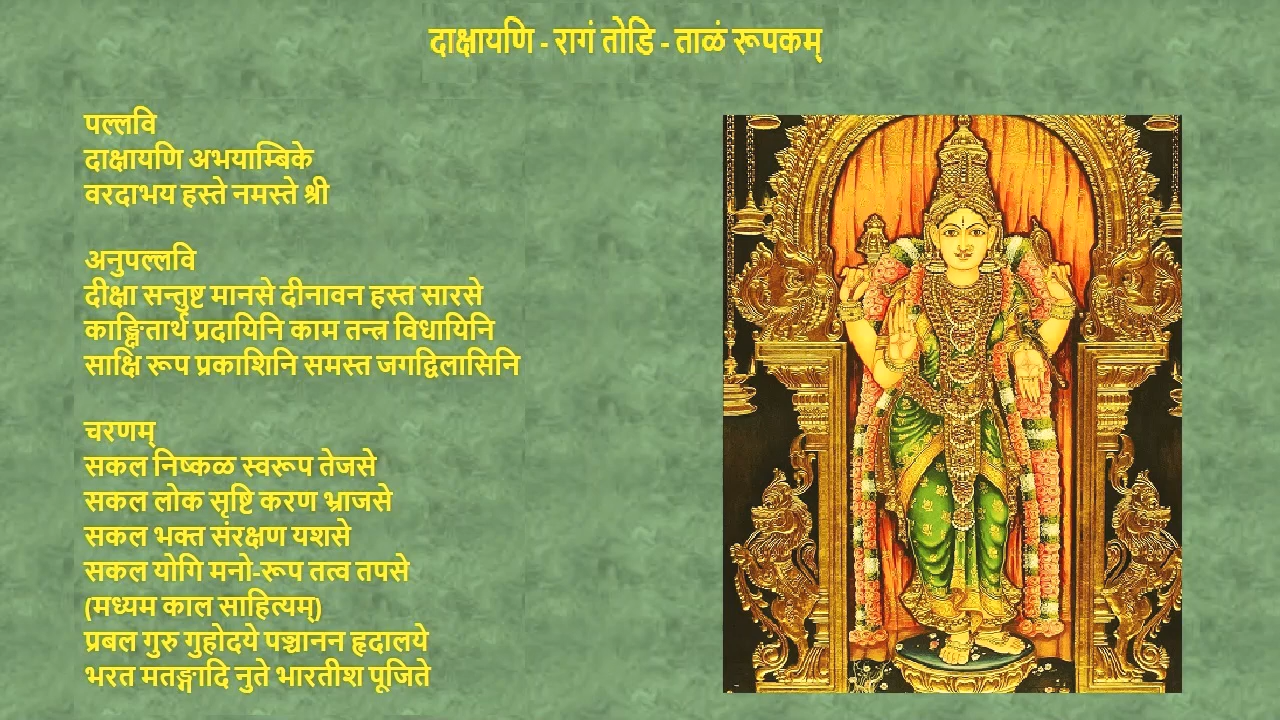 दाक्षायणि - रागं तोडि - ताळं रूपकम्
पल्लवि
दाक्षायणि अभयाम्बिके
वरदाभय हस्ते नमस्ते श्री
अनुपल्लवि
दीक्षा सन्तुष्ट मानसे दीनावन हस्त सारसे
काङ्क्षितार्थ प्रदायिनि काम तन्त्र विधायिनि
साक्षि रूप प्रकाशिनि समस्त जगद्विलासिनि
चरणम्
सकल निष्कळ स्वरूप तेजसे
सकल लोक सृष्टि करण भ्राजसे
सकल भक्त संरक्षण यशसे
सकल योगि मनो-रूप तत्व तपसे
(मध्यम काल साहित्यम्)
प्रबल गुरु गुहोदये पञ्चानन हृदालये
भरत मतङ्गादि नुते भारतीश पूजिते